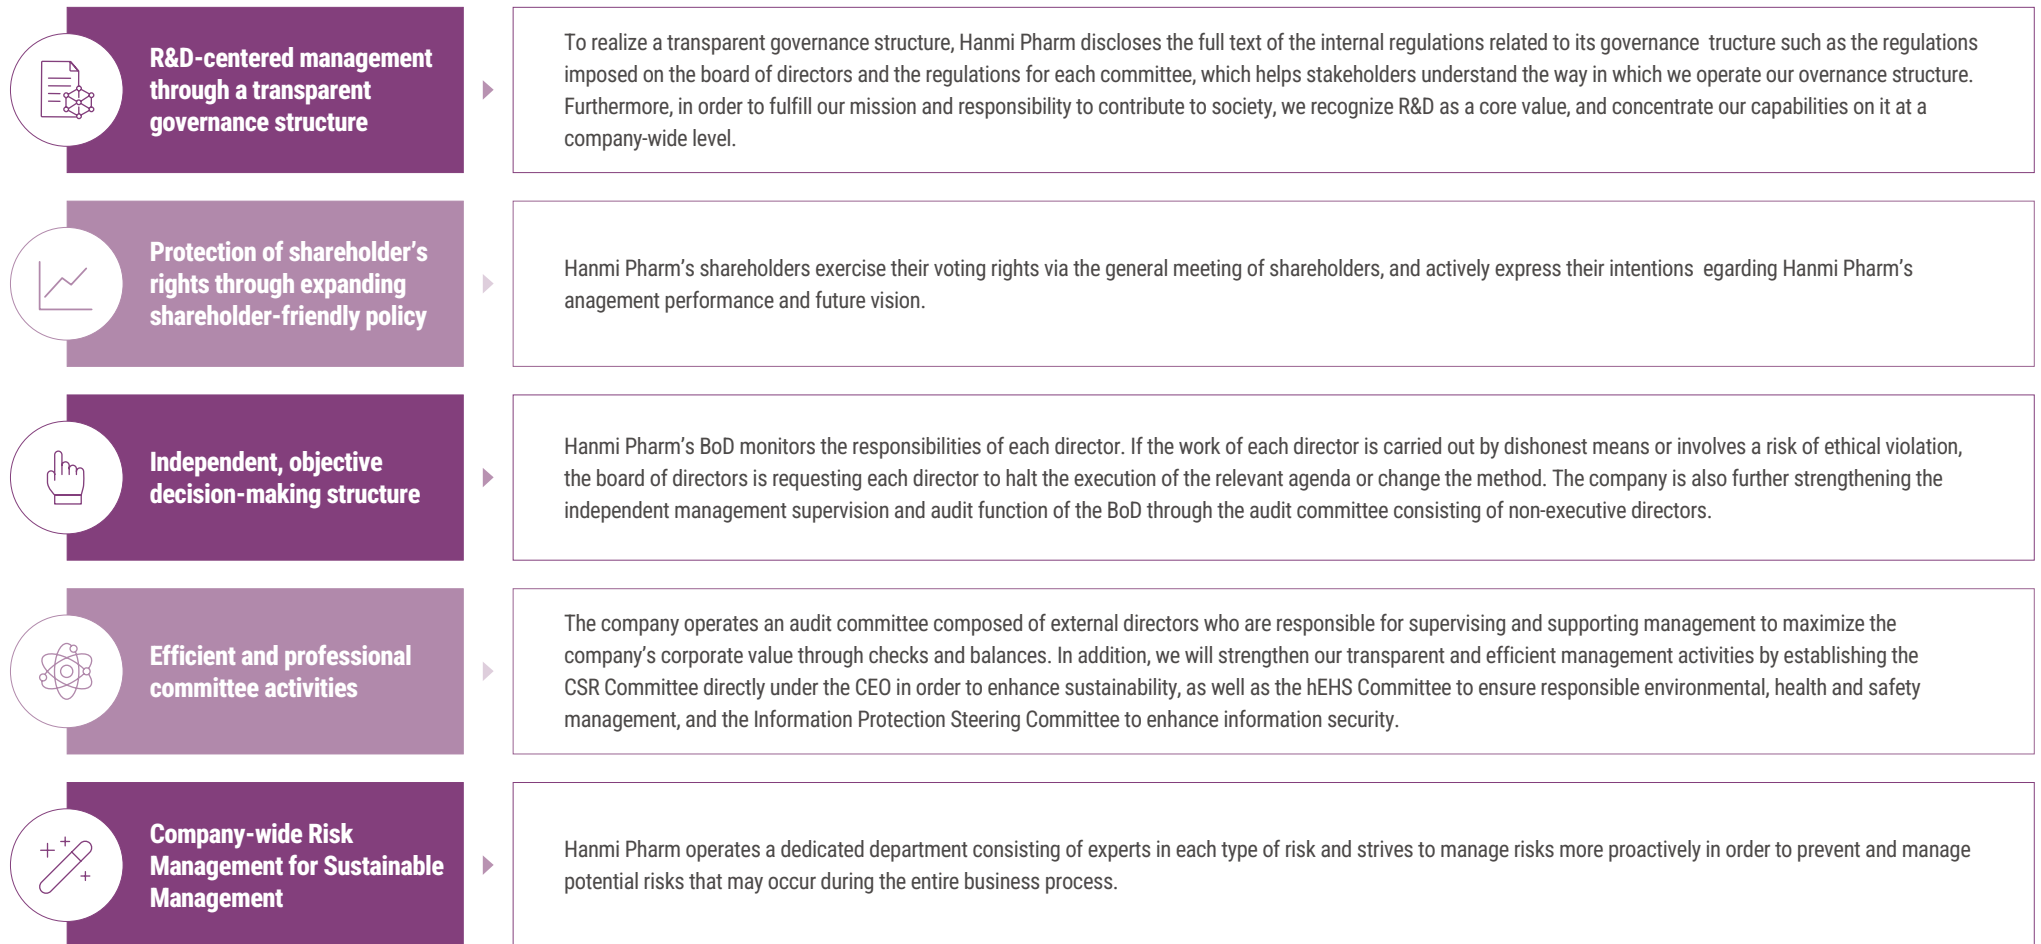 R&D-centered management
through a transparent
governance structure
To realize a transparent governance structure, Hanmi Pharm discloses the full text of the internal regulations related to its governance  tructure such as the regulations
imposed on the board of directors and the regulations for each committee, which helps stakeholders understand the way in which we operate our overnance structure.
Furthermore, in order to fulfill our mission and responsibility to contribute to society, we recognize R&D as a core value, and concentrate our capabilities on it at a
company-wide level.
Protection of shareholder's
rights through expanding
shareholder-friendly policy
Hanmi Pharm's shareholders exercise their voting rights via the general meeting of shareholders, and actively express their intentions  egarding Hanmi Pharm's
anagement performance and future vision.
Independent, objective
decision-making structure
Hanmi Pharm's BoD monitors the responsibilities of each director. If the work of each director is carried out by dishonest means or involves a risk of ethical violation,
the board of directors is requesting each director to halt the execution of the relevant agenda or change the method. The company is also further strengthening the
independent management supervision and audit function of the BoD through the audit committee consisting of non-executive directors.
Efficient and professional
committee activities
The company operates an audit committee composed of external directors who are responsible for supervising and supporting management to maximize the
company's corporate value through checks and balances. In addition, we will strengthen our transparent and efficient management activities by establishing the
CSR Committee directly under the CEO in order to enhance sustainability, as well as the hEHS Committee to ensure responsible environmental, health and safety
management, and the Information Protection Steering Committee to enhance information security.
Company-wide Risk
Management for Sustainable
Management
Hanmi Pharm operates a dedicated department consisting of experts in each type of risk and strives to manage risks more proactively in order to prevent and manage
potential risks that may occur during the entire business process.